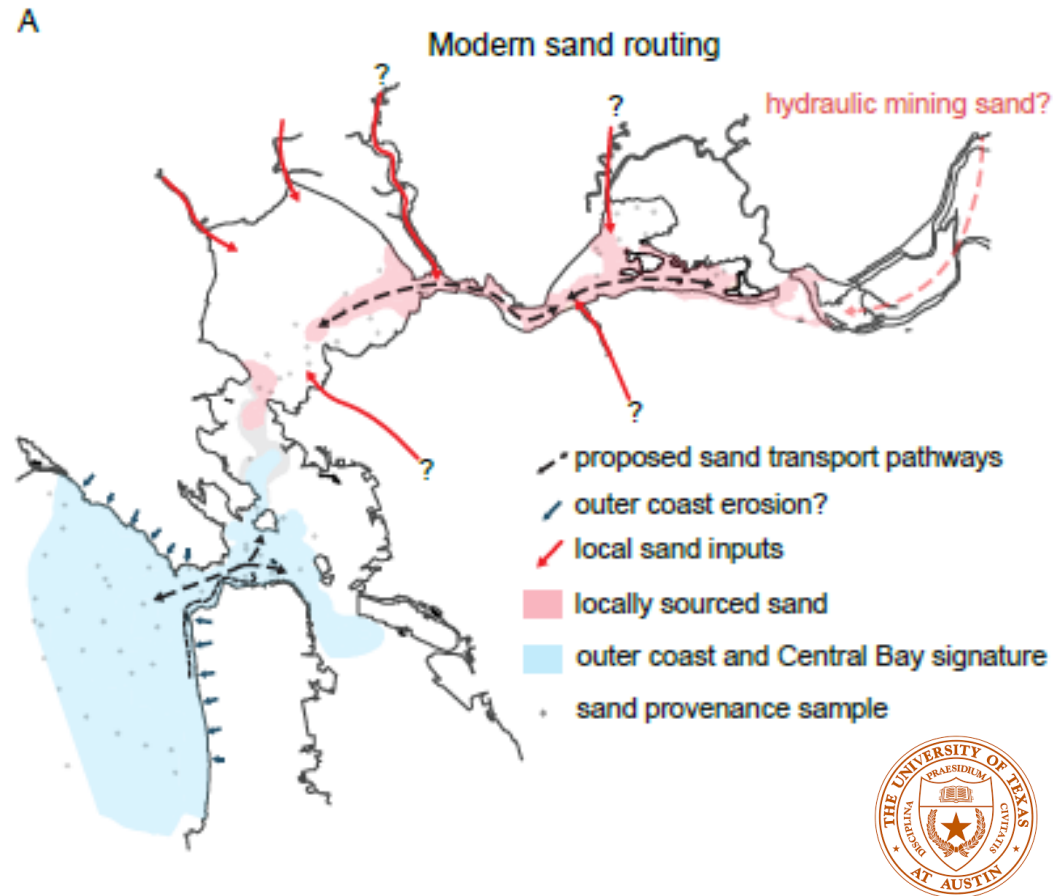 A
Modern sand routing
?
?
hydraulic mining sand?
?
?
proposed sand transport pathways
outer coast erosion?
local sand inputs
locally sourced sand
outer coast and Central Bay signature
sand provenance sample
THE UNIVERSITY OF TEXAS
PRAESIDIUM
DISCIPLINA
CIVITATIS
AT AUSTIN